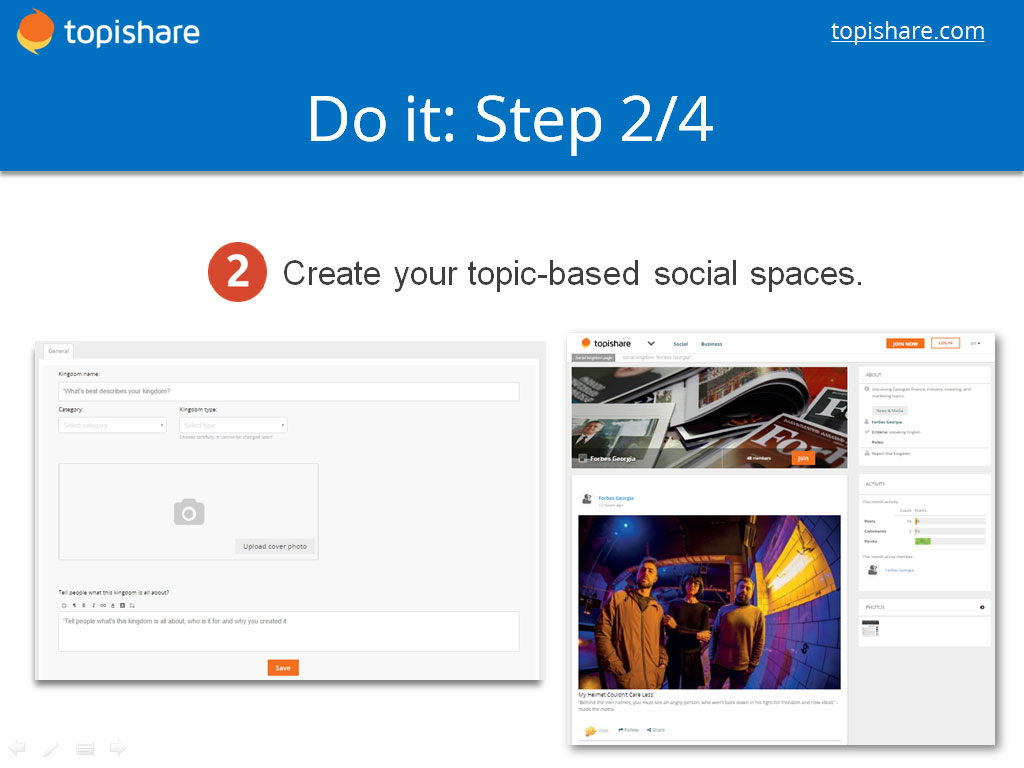 topishare
topishare.com
Do it: Step 2/4
2 Create your topic-based social spaces.
General
Kingdom name:
"What's best describes your kingdom?
Category:
Kingdom type:
Select category
Select type
Choose carefully. It cannot be changed later!
Upload cover photo
Tell people what this kingdom is all about?
"Tell people what's this kingdom is all about, who is it for and why you created it
Save
topishare
Social
Business
JOIN NOW
LOG IN
Social kingdom page
Social kingdom: "Forbes Georgia"
Forbes Georgia
48 members
Join
Forbes Georgia
12 hours ago
My Helmet Couldn't Care Less
"Behind the iron helmet, you must see an angry person, who won't back down in his fight for freedom and new ideas" -
made the motto.
Follow
Share
ABOUT
Discussing Georgian finance, industry, investing, and
marketing topics.
News & Media
Forbes Georgia
Criteria: speaking English
Rules
Report this Kingdom
ACTIVITY
This month activity:
Count Points
Posts
Comments
Points
This month active member:
Forbes Georgia
PHOTOS